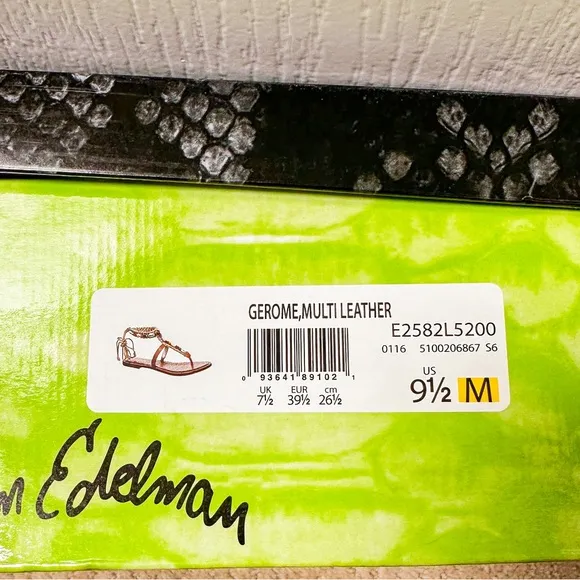 GEROME,MULTI LEATHER
E2582L5200
0116 5100206867 S6
0 93641 89102 1
UK EUR cm
7½ 39½ 26½
US
9½ M
Edelman